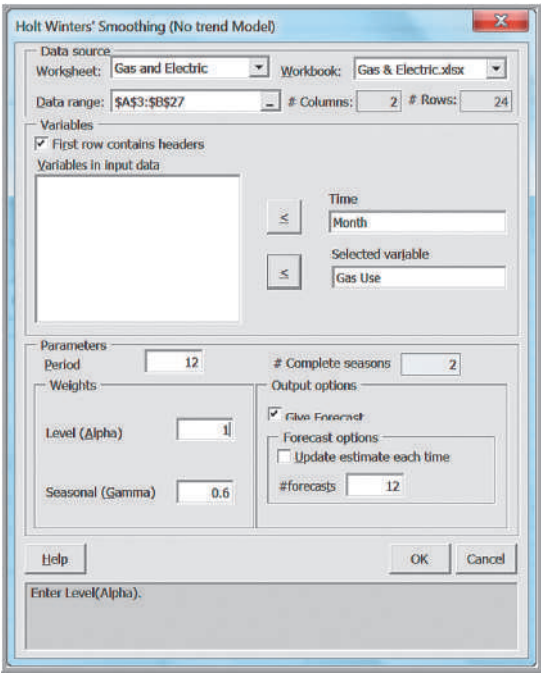 Holt Winters' Smoothing (No trend Model)
Data source
Worksheet: Gas and Electric Workbook: Gas & Electric.xlsx
Data range: $A$3:$B$27 # Columns: 2 # Rows: 24
Variables
First row contains headers
Variables in input data
Time
< Month
Selected variable
< Gas Use
Parameters
Period 12 # Complete seasons 2
Weights Output options
Give Forecast
Level (Alpha) 1 Forecast options
Update estimate each time
Seasonal (Gamma) 0.6 #forecasts 12
Help OK Cancel
Enter Level(Alpha).